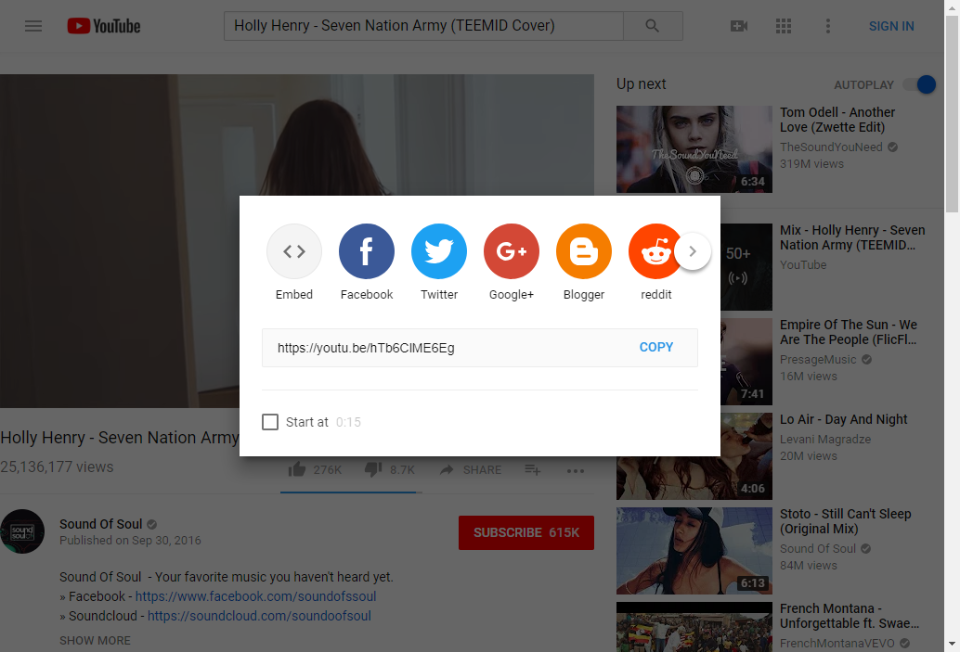 YouTube
Holly Henry - Seven Nation Army (TEEMID Cover)
SIGN IN
Up next
AUTOPLAY
TheSoundYouNeed
6:34
Tom Odell - Another
Love (Zwette Edit)
TheSoundYouNeed
319M views
50+
Mix - Holly Henry - Seven
Nation Army (TEEMID...
YouTube
7:41
Empire Of The Sun - We
Are The People (FlicFl...
PresageMusic
16M views
4:06
Lo Air - Day And Night
Levani Magradze
20M views
6:13
Stoto - Still Can't Sleep
(Original Mix)
Sound Of Soul
84M views
French Montana -
Unforgettable ft. Swae...
FrenchMontanaVEVO
Embed
Facebook
Twitter
G+
Google+
Blogger
reddit
https://youtu.be/hTb6ClME6Eg
COPY
Start at 0:15
Holly Henry - Seven Nation Army
25,136,177 views
276K
8.7K
SHARE
sound
soul
Sound Of Soul
Published on Sep 30, 2016
SUBSCRIBE 615K
Sound Of Soul - Your favorite music you haven't heard yet.
» Facebook - https://www.facebook.com/soundofssoul
» Soundcloud - https://soundcloud.com/soundoofsoul
SHOW MORE